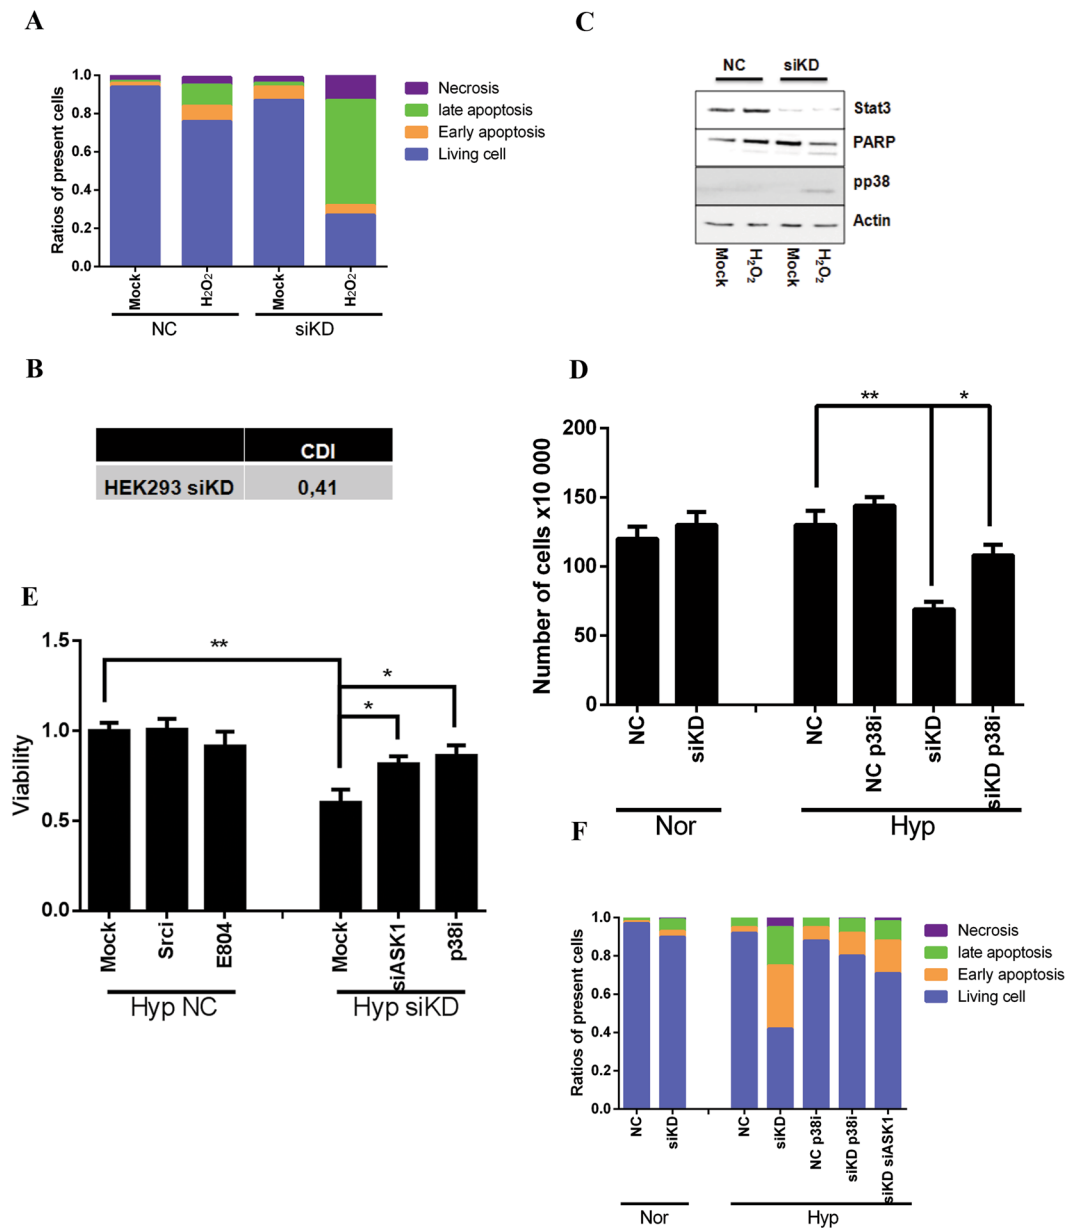 A
Ratios of present cells
1.0
0.8
0.6
0.4
0.2
0.0
Mock
H2O2
Mock
H2O2
NC
siKD
Necrosis
late apoptosis
Early apoptosis
Living cell
C
NC
siKD
Stat3
PARP
pp38
Actin
Mock
H2O2
Mock
H2O2
B
CDI
HEK293 siKD
0,41
D
Number of cells x10 000
200
150
100
50
0
**
*
NC
siKD
NC
NC p38i
siKD
siKD p38i
Nor
Hyp
E
Viability
1.5
1.0
0.5
0.0
**
*
*
Mock
Srci
E804
Mock
siASK1
p38i
Hyp NC
Hyp siKD
F
Ratios of present cells
1.0
0.8
0.6
0.4
0.2
0.0
NC
siKD
NC
siKD
NC p38i
siKD p38i
siKD siASK1
Nor
Hyp
Necrosis
late apoptosis
Early apoptosis
Living cell